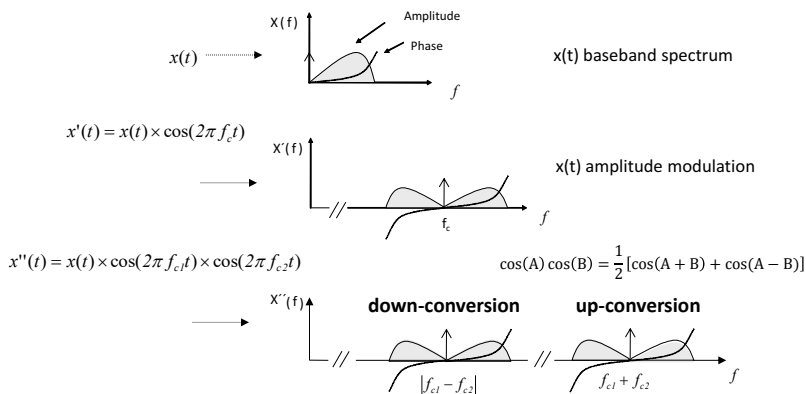 X(f)
Amplitude
Phase
x(t)
x(t) baseband spectrum
f
x'(t) = x(t) × cos(2π f_c t)
X´(f)
x(t) amplitude modulation
f_c
f
x''(t) = x(t) × cos(2π f_c1 t) × cos(2π f_c2 t)
cos(A) cos(B) = 1/2 [cos(A + B) + cos(A − B)]
X´´(f)
down-conversion
up-conversion
|f_c1 − f_c2|
f_c1 + f_c2
f